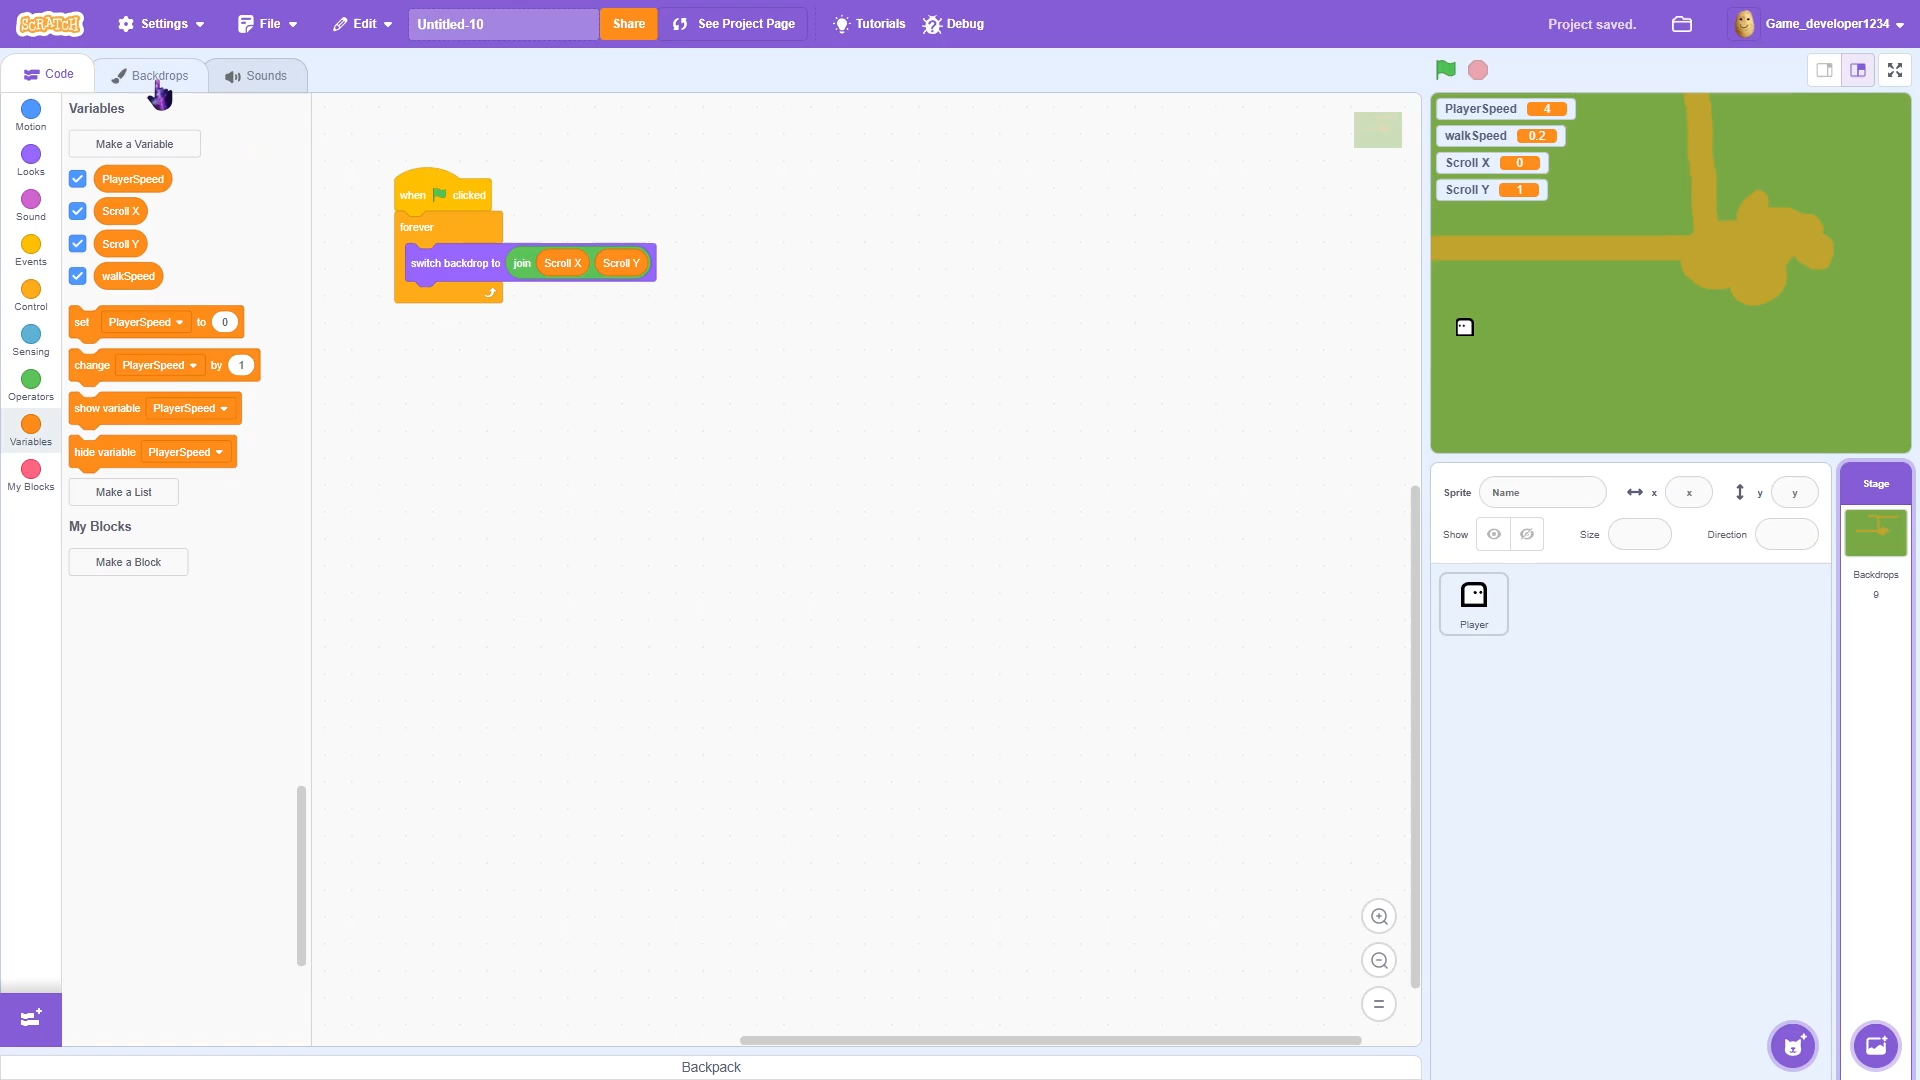 SCRATCH
Settings
File
Edit
Untitled-10
Share
See Project Page
Tutorials
Debug
Project saved.
Game_developer1234
Code
Backdrops
Sounds
Motion
Looks
Sound
Events
Control
Sensing
Operators
Variables
My Blocks
Variables
Make a Variable
PlayerSpeed
Scroll X
Scroll Y
walkSpeed
set PlayerSpeed to 0
change PlayerSpeed by 1
show variable PlayerSpeed
hide variable PlayerSpeed
Make a List
My Blocks
Make a Block
when clicked
forever
switch backdrop to join Scroll X Scroll Y
PlayerSpeed 4
walkSpeed 0.2
Scroll X 0
Scroll Y 1
Sprite Name x x y y
Show Size Direction
Player
Stage
Backdrops
9
Backpack